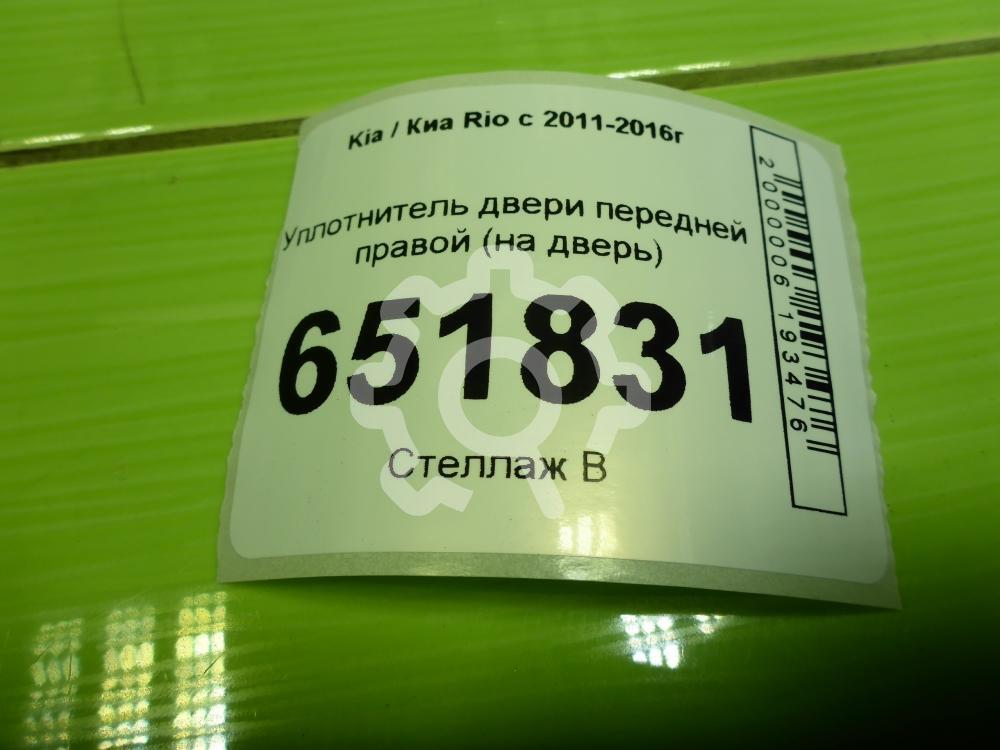 Kia / Киа Rio с 2011-2016г
Уплотнитель двери передней
правой (на дверь)
651831
Стеллаж В
2000006193476